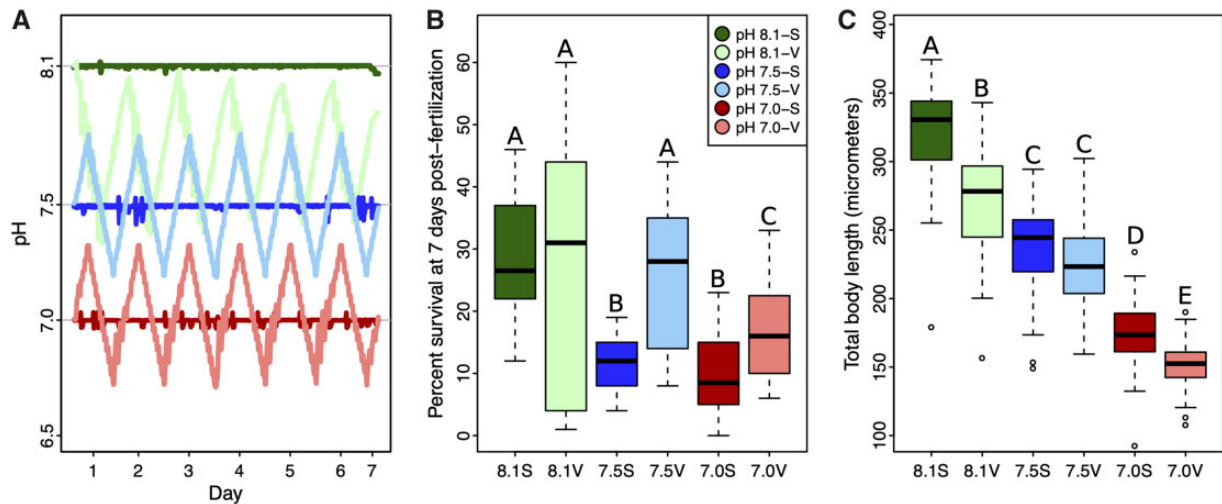 A
pH
8.1
7.5
7.0
6.5
1 2 3 4 5 6 7
Day
B
Percent survival at 7 days post-fertilization
60
50
40
30
20
10
0
A
A
B
A
B
C
pH 8.1-S
pH 8.1-V
pH 7.5-S
pH 7.5-V
pH 7.0-S
pH 7.0-V
8.1S 8.1V 7.5S 7.5V 7.0S 7.0V
C
Total body length (micrometers)
400
350
300
250
200
150
100
A
B
C
C
D
E
8.1S 8.1V 7.5S 7.5V 7.0S 7.0V